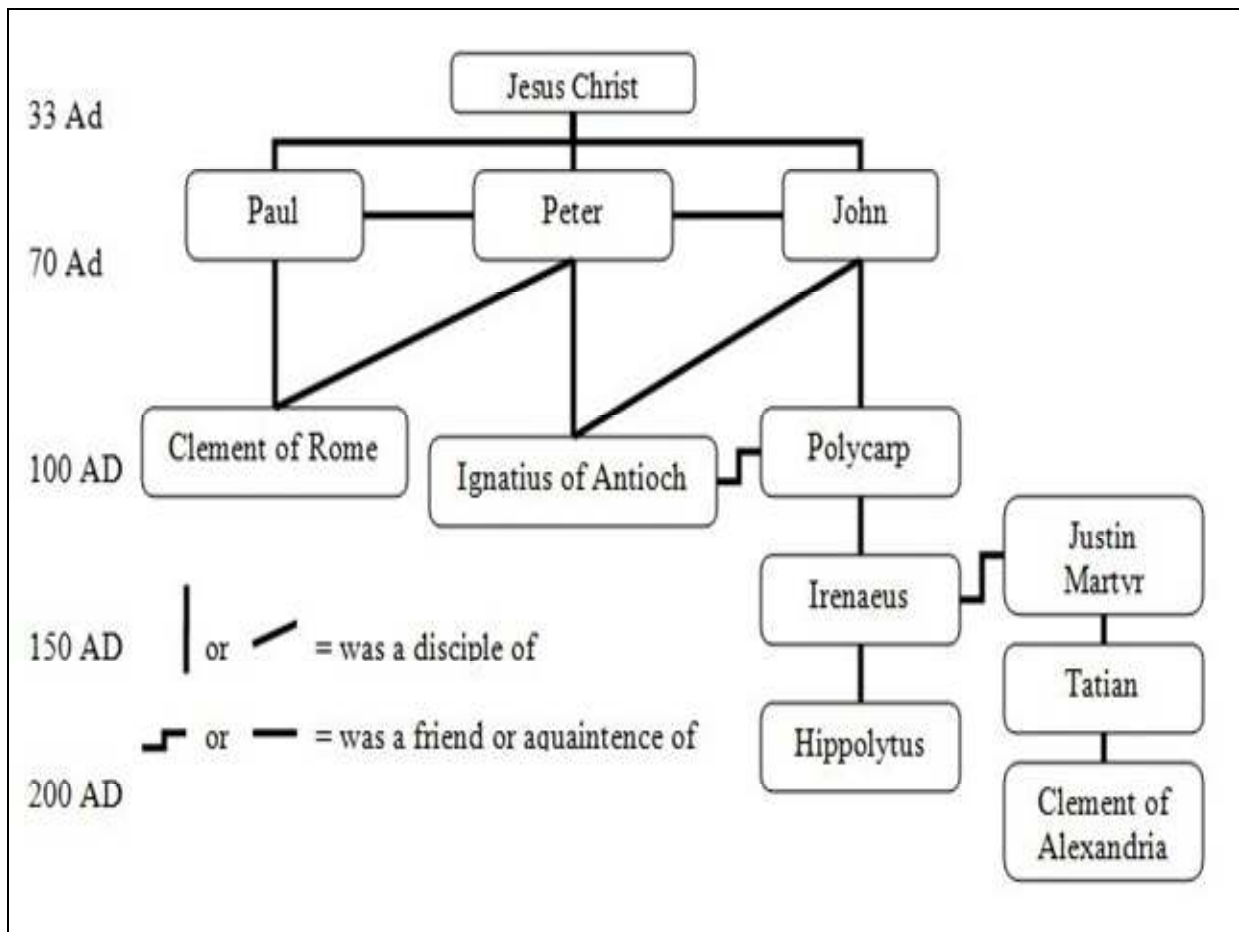 Jesus Christ
33 Ad
Paul
Peter
John
70 Ad
Clement of Rome
Ignatius of Antioch
Polycarp
100 AD
Justin
Martyr
Irenaeus
150 AD
or
= was a disciple of
Tatian
or
= was a friend or aquaintence of
Hippolytus
200 AD
Clement of
Alexandria